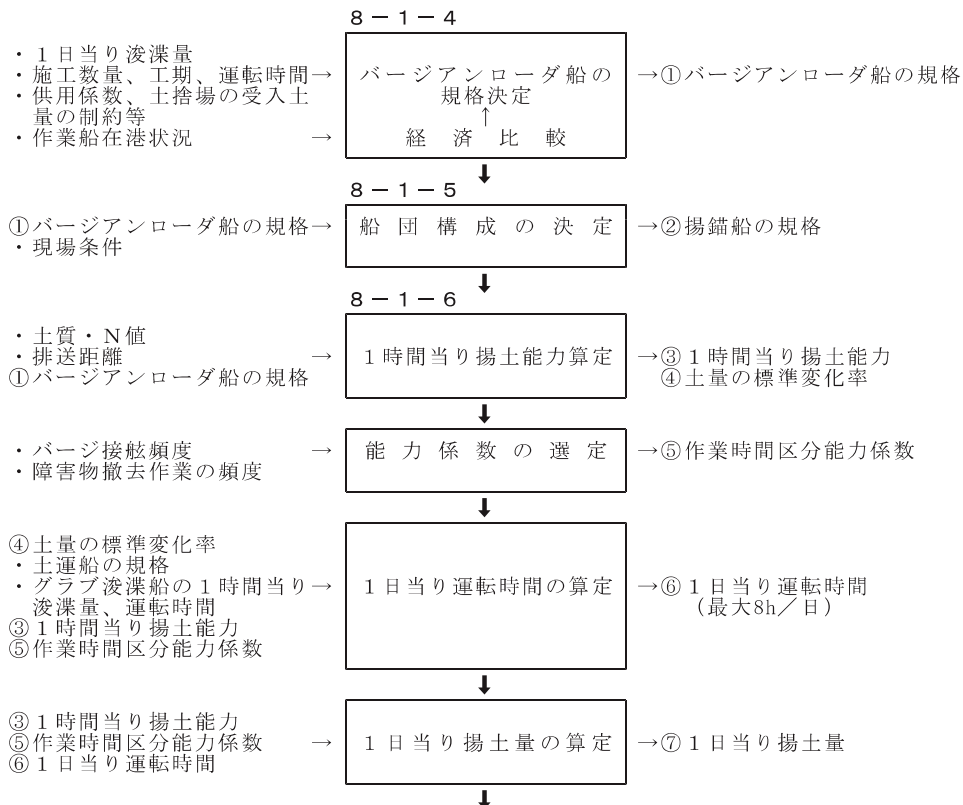 ８－１－４
・１日当り浚渫量
・施工数量、工期、運転時間→
・供用係数、土捨場の受入土
量の制約等
・作業船在港状況　→
バージアンローダ船の
規格決定
↑
経　済　比　較
→①バージアンローダ船の規格
⬇
８－１－５
①バージアンローダ船の規格→
・現場条件
船　団　構　成　の　決　定
→②揚錨船の規格
⬇
８－１－６
・土質・Ｎ値
・排送距離　→
①バージアンローダ船の規格
１時間当り揚土能力算定
→③１時間当り揚土能力
④土量の標準変化率
⬇
・バージ接舷頻度　→
・障害物撤去作業の頻度
能　力　係　数　の　選　定
→⑤作業時間区分能力係数
⬇
④土量の標準変化率
・土運船の規格
・グラブ浚渫船の１時間当り→
浚渫量、運転時間
③１時間当り揚土能力
⑤作業時間区分能力係数
１日当り運転時間の算定
→⑥１日当り運転時間
（最大8h／日）
⬇
③１時間当り揚土能力
⑤作業時間区分能力係数　→
⑥１日当り運転時間
１日当り揚土量の算定
→⑦１日当り揚土量
⬇